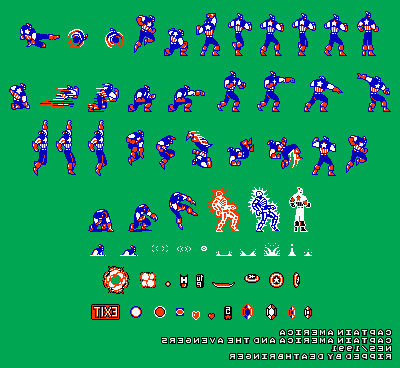 EXIT
CAPTAIN AMERICA
CAPTAIN AMERICA AND THE AVENGERS
NES/1991
RIPPED BY DEATHBRINGER